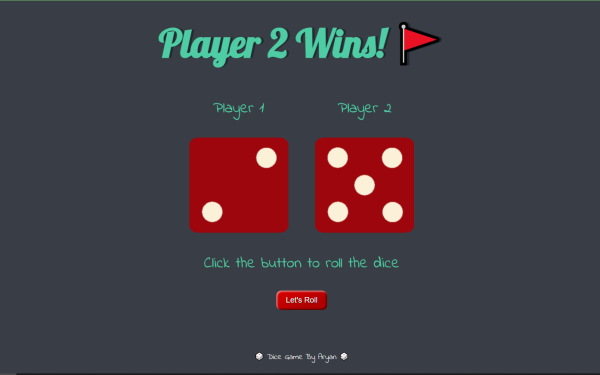 Player 2 Wins! 🚩
Player 1
Player 2
Click the button to roll the dice
Let's Roll
🎲 Dice Game By Aryan 🎲